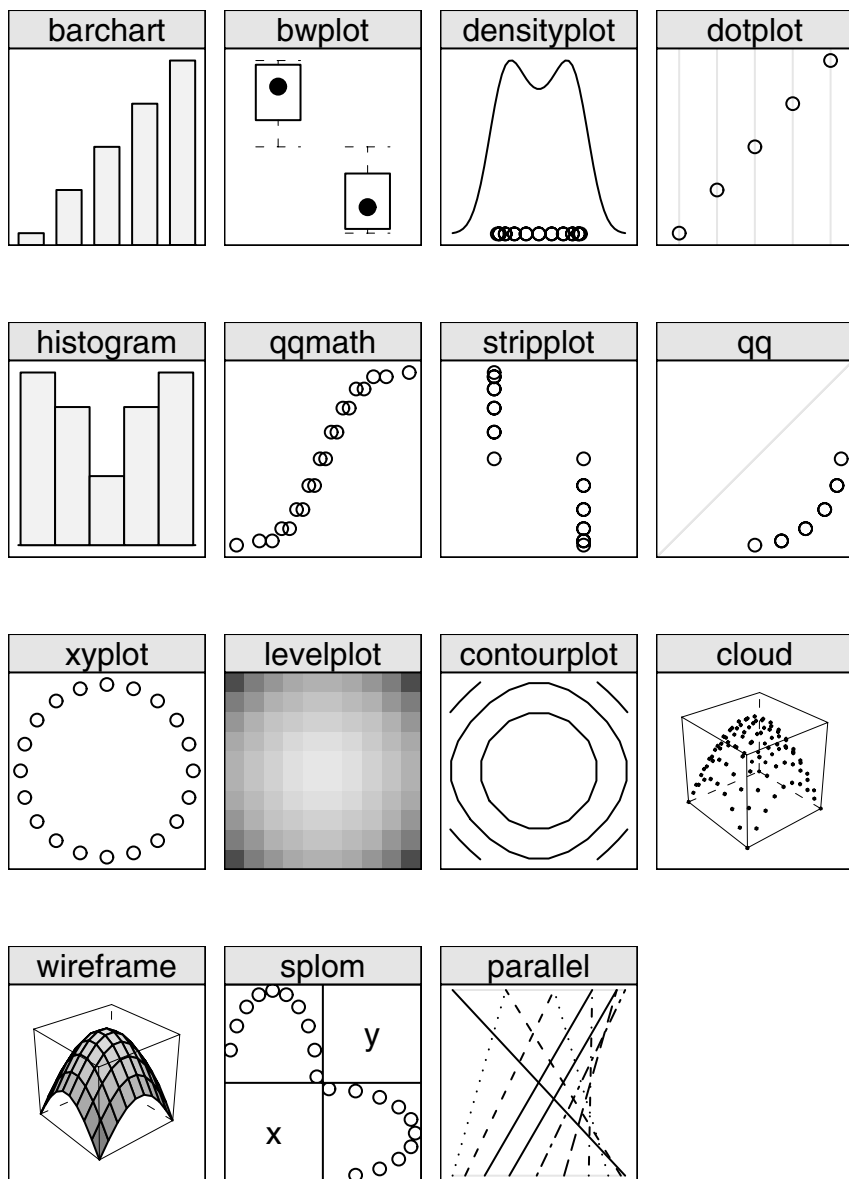 barchart
bwplot
densityplot
dotplot
histogram
qqmath
stripplot
qq
xyplot
levelplot
contourplot
cloud
wireframe
splom
parallel
y
x